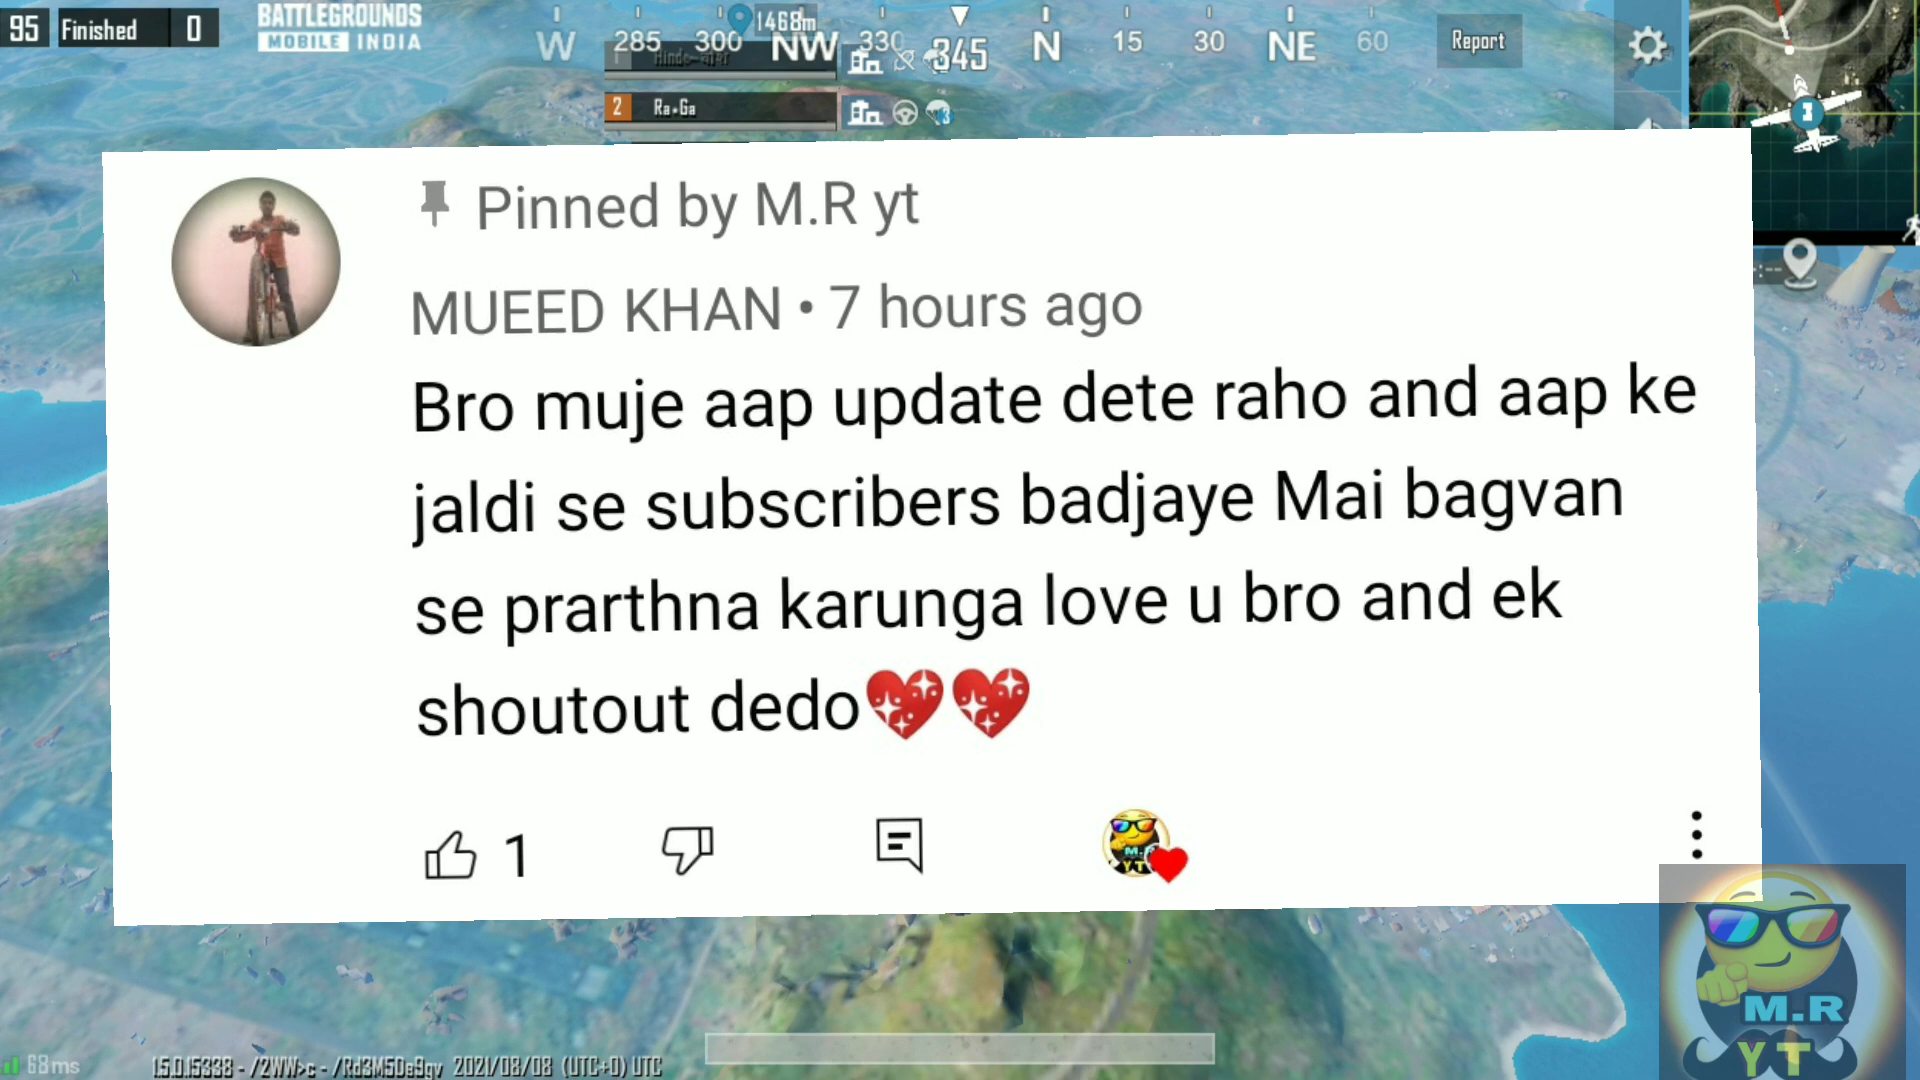 95 Finished 0
BATTLEGROUNDS
MOBILE INDIA
1468m
W 285 300 NW 330 345 N 15 30 NE 60
Report
2 Ra•Ga
3
3
Pinned by M.R yt
MUEED KHAN • 7 hours ago
Bro muje aap update dete raho and aap ke
jaldi se subscribers badjaye Mai bagvan
se prarthna karunga love u bro and ek
shoutout dedo💖💖
1
M.R
YT
68ms
2021/08/08 (UTC+0) UTC